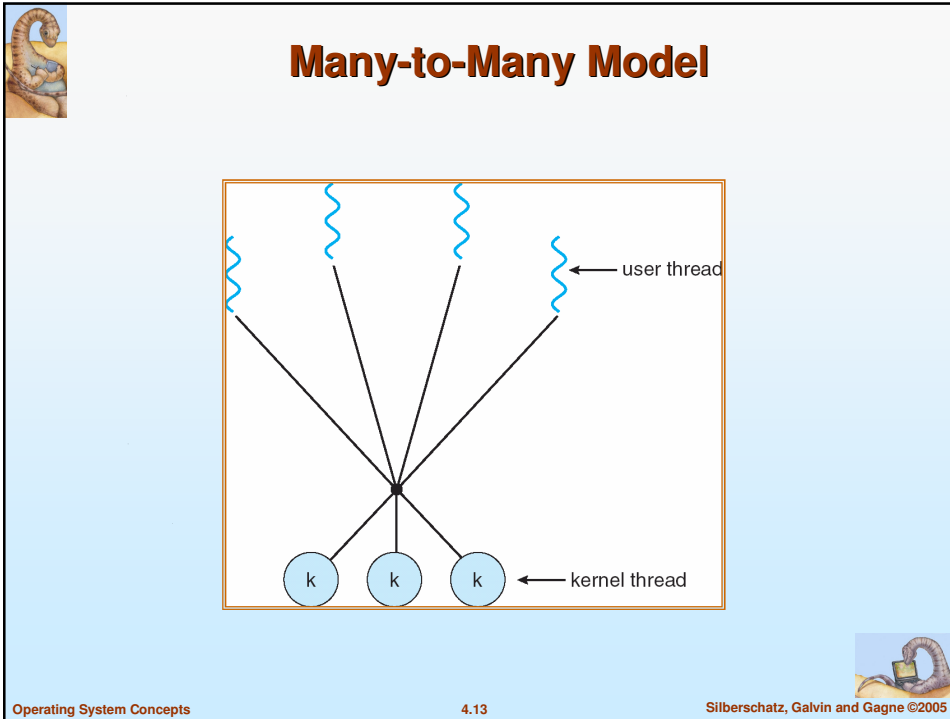 Many-to-Many Model
user thread
k k k
kernel thread
Operating System Concepts 4.13 Silberschatz, Galvin and Gagne ©2005